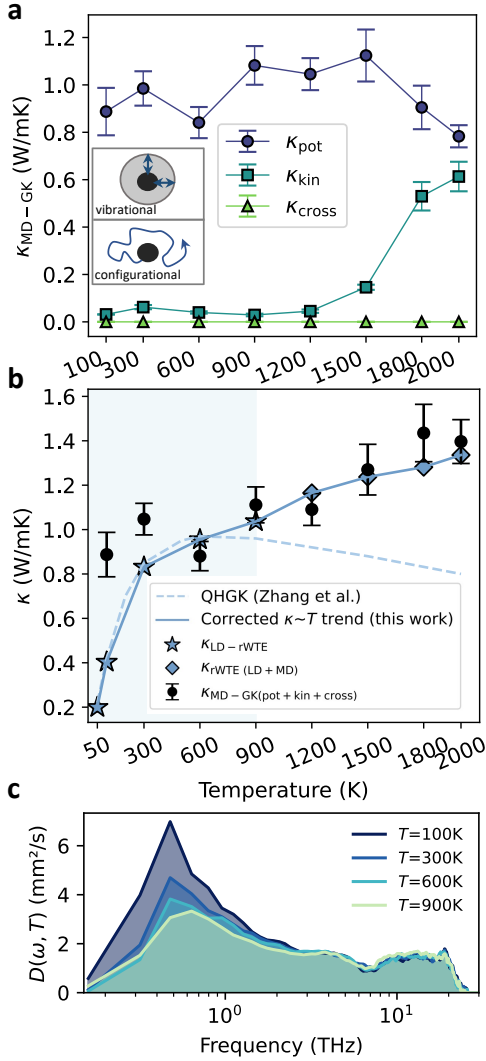 a
1.2
1.0
0.8
0.6
0.4
0.2
0.0
κMD−GK (W/mK)
κpot
κkin
κcross
vibrational
configurational
100
300
600
900
1200
1500
1800
2000
b
1.6
1.4
1.2
1.0
0.8
0.6
0.4
0.2
κ (W/mK)
QHGK (Zhang et al.)
Corrected κ~T trend (this work)
κLD−rWTE
κrWTE (LD+MD)
κMD−GK(pot+kin+cross)
50
300
600
900
1200
1500
1800
2000
Temperature (K)
c
6
4
2
0
D(ω, T) (mm²/s)
T=100K
T=300K
T=600K
T=900K
10⁰
10¹
Frequency (THz)